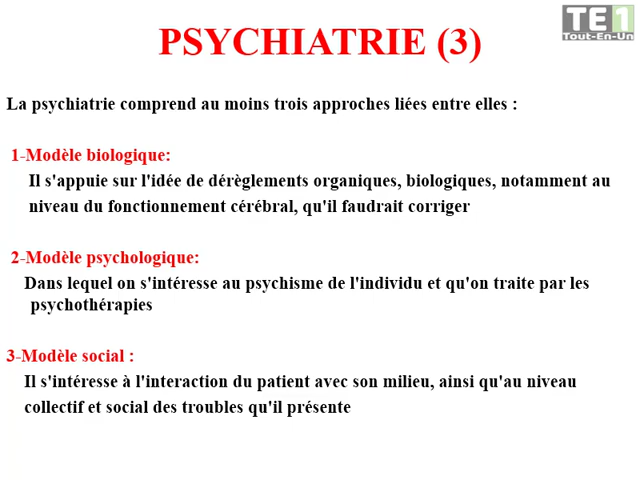 TE1
Tout-En-Un
PSYCHIATRIE (3)
La psychiatrie comprend au moins trois approches liées entre elles :
1-Modèle biologique:
Il s'appuie sur l'idée de dérèglements organiques, biologiques, notamment au
niveau du fonctionnement cérébral, qu'il faudrait corriger
2-Modèle psychologique:
Dans lequel on s'intéresse au psychisme de l'individu et qu'on traite par les
psychothérapies
3-Modèle social :
Il s'intéresse à l'interaction du patient avec son milieu, ainsi qu'au niveau
collectif et social des troubles qu'il présente